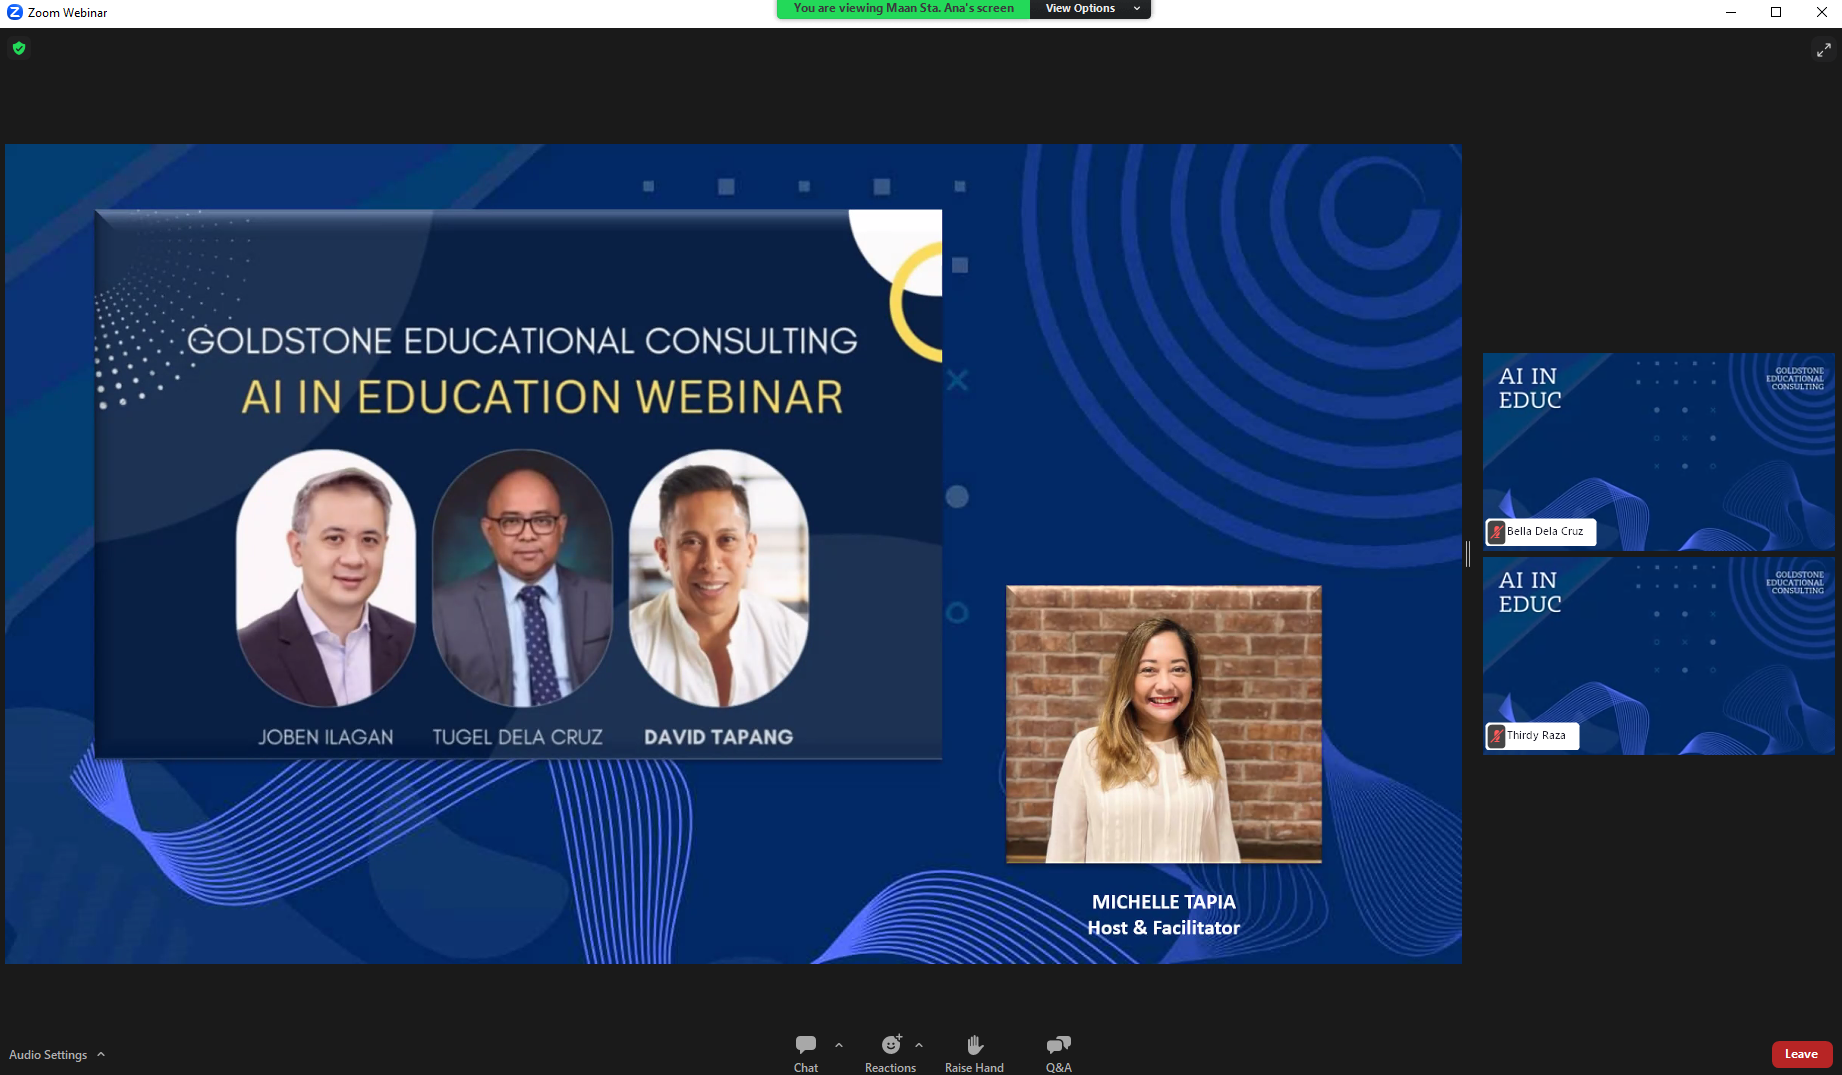 Zoom Webinar
You are viewing Maan Sta. Ana's screen
View Options
GOLDSTONE EDUCATIONAL CONSULTING
AI IN EDUCATION WEBINAR
JOBEN ILAGAN
TUGEL DELA CRUZ
DAVID TAPANG
MICHELLE TAPIA
Host & Facilitator
AI IN
EDUC
GOLDSTONE
EDUCATIONAL
CONSULTING
Bella Dela Cruz
AI IN
EDUC
GOLDSTONE
EDUCATIONAL
CONSULTING
Thirdy Raza
Audio Settings
Chat
Reactions
Raise Hand
Q&A
Leave